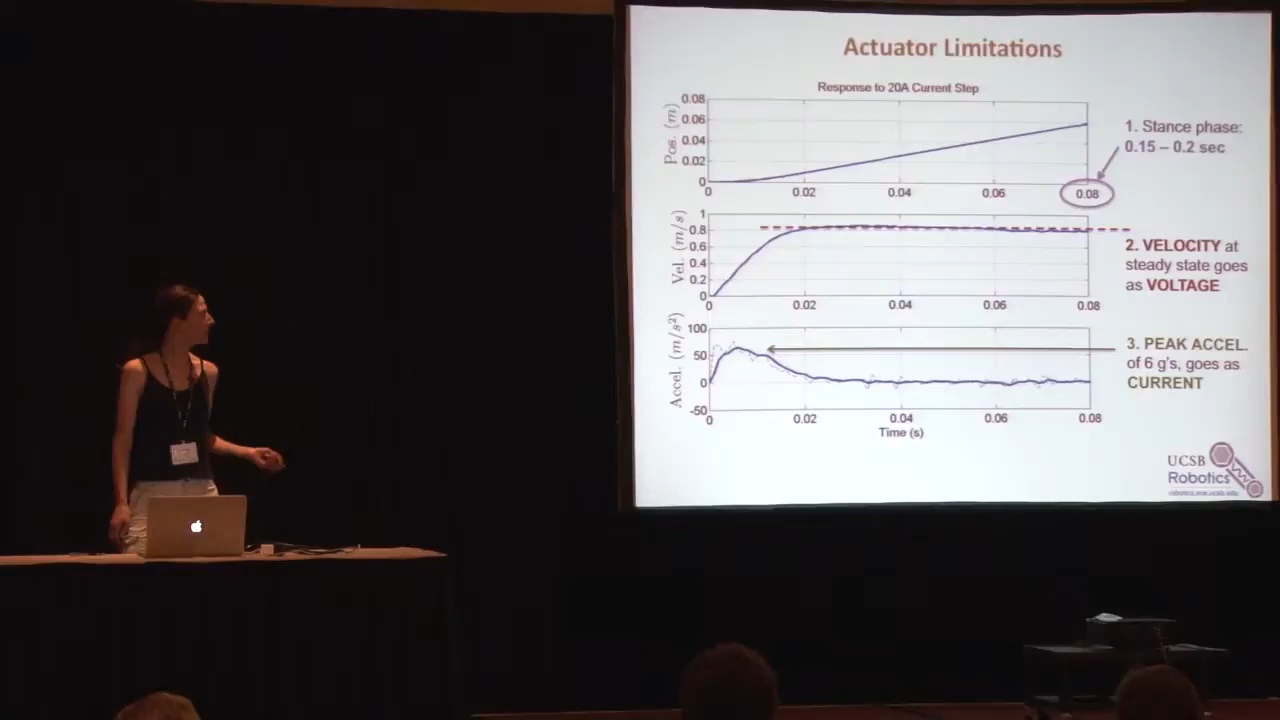 Actuator Limitations
Response to 20A Current Step
Pos. (m)
0.08
0.06
0.04
0.02
0
0 0.02 0.04 0.06 0.08
1. Stance phase:
0.15 – 0.2 sec
Vel. (m/s)
1
0.8
0.6
0.4
0.2
0
0 0.02 0.04 0.06 0.08
2. VELOCITY at
steady state goes
as VOLTAGE
Accel. (m/s²)
100
50
0
-50
0 0.02 0.04 0.06 0.08
Time (s)
3. PEAK ACCEL.
of 6 g's, goes as
CURRENT
UCSB
Robotics